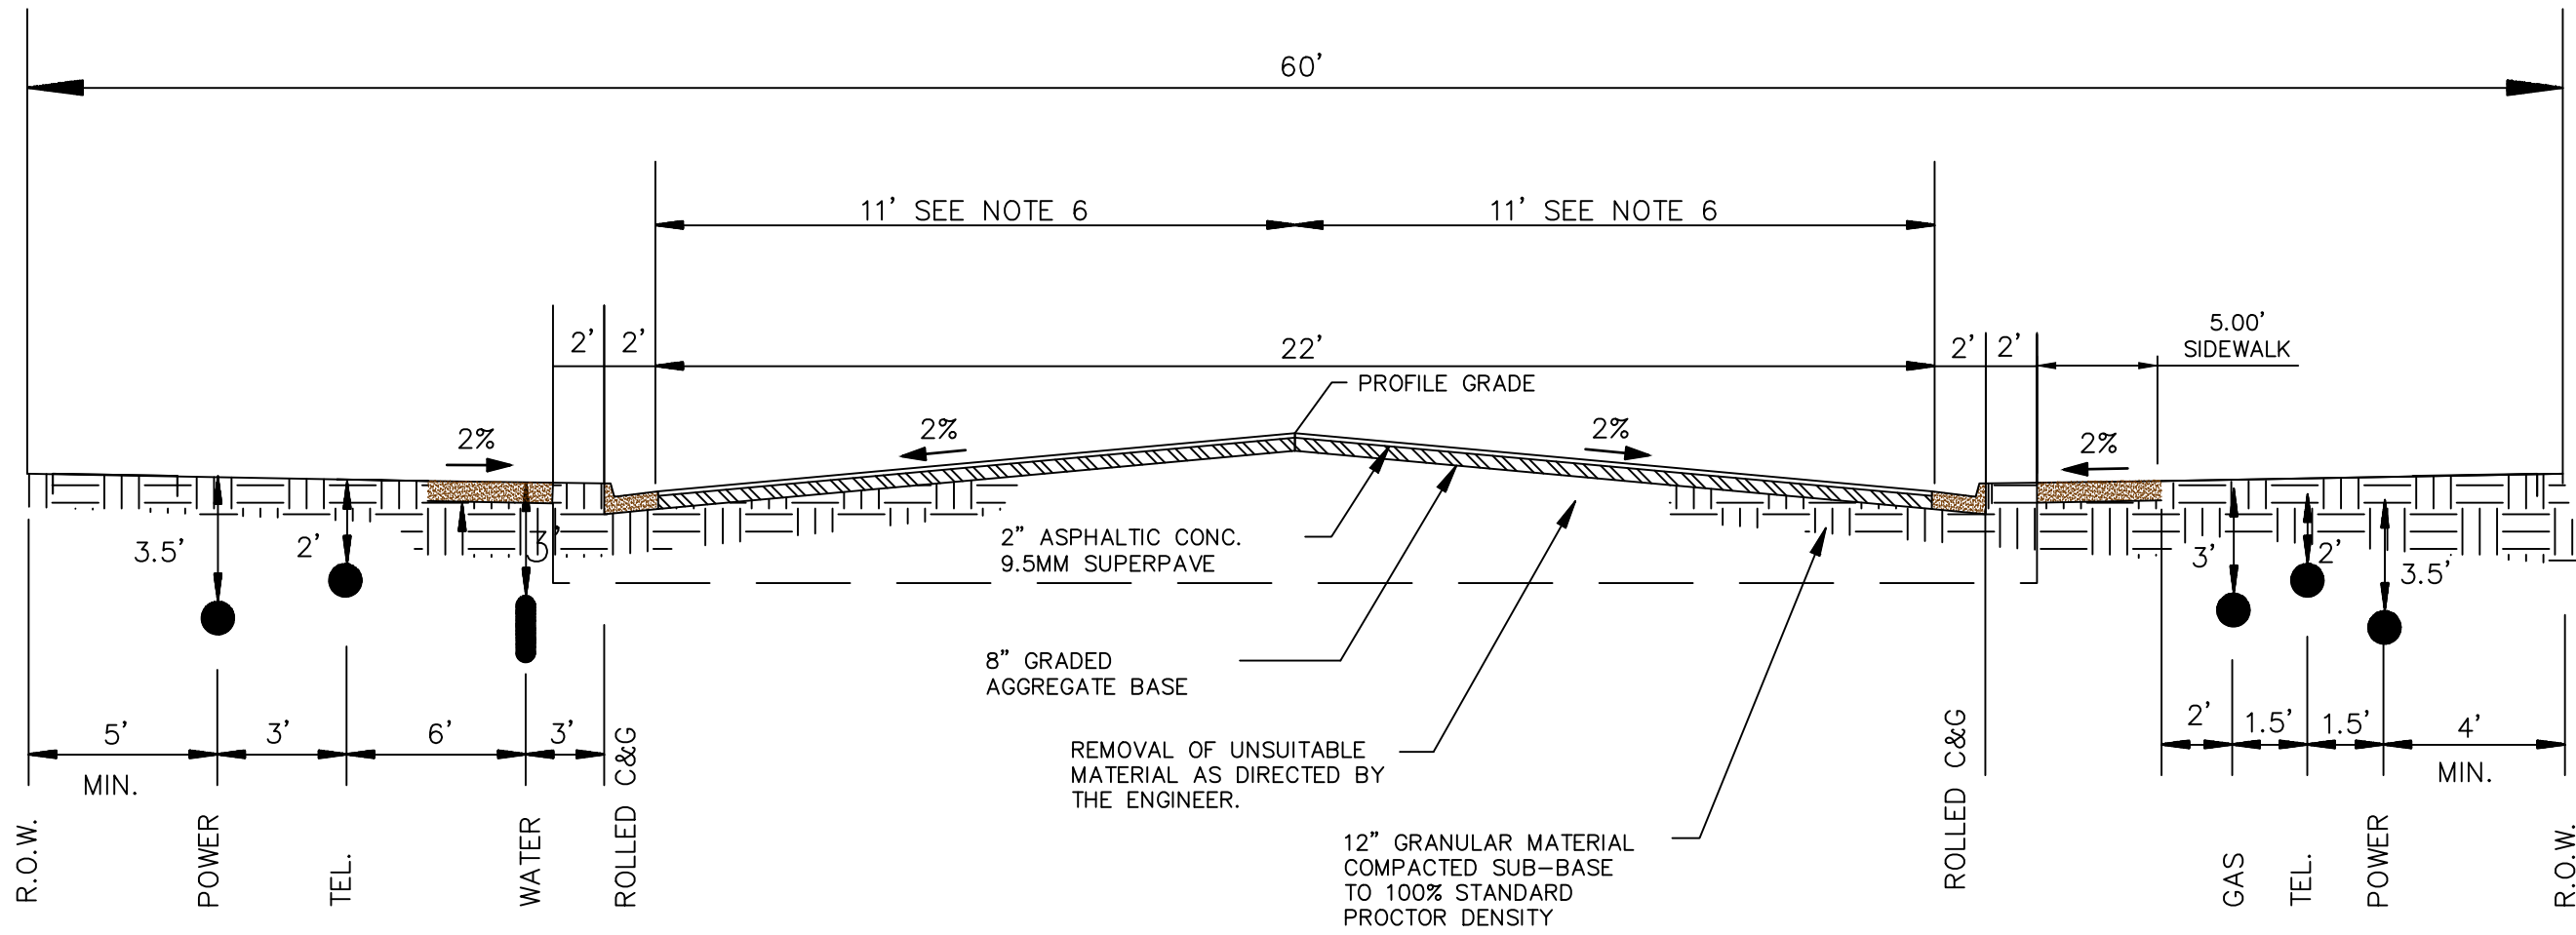 60'
11' SEE NOTE 6
11' SEE NOTE 6
2'
2'
22'
2'
2'
5.00'
SIDEWALK
PROFILE GRADE
2%
2%
2%
2%
3.5'
2'
3'
2" ASPHALTIC CONC.
9.5MM SUPERPAVE
3'
2'
3.5'
8" GRADED
AGGREGATE BASE
5'
MIN.
3'
6'
3'
REMOVAL OF UNSUITABLE
MATERIAL AS DIRECTED BY
THE ENGINEER.
2'
1.5'
1.5'
4'
MIN.
12" GRANULAR MATERIAL
COMPACTED SUB-BASE
TO 100% STANDARD
PROCTOR DENSITY
R.O.W.
POWER
TEL.
WATER
ROLLED C&G
ROLLED C&G
GAS
TEL.
POWER
R.O.W.